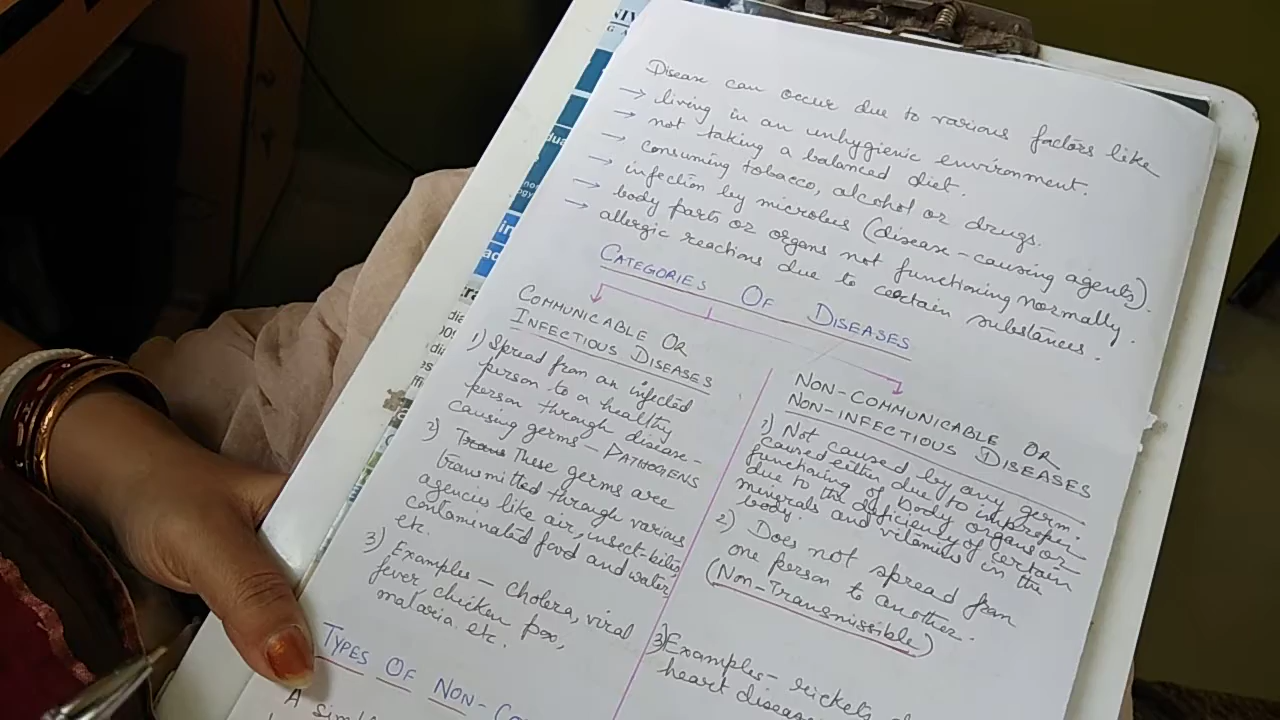 Disease can occur due to various factors like
→ living in an unhygienic environment.
→ not taking a balanced diet.
→ consuming tobacco, alcohol or drugs.
→ infection by microbes (disease-causing agents).
→ body parts or organs not functioning normally.
→ allergic reactions due to certain substances.
CATEGORIES OF DISEASES
COMMUNICABLE OR
INFECTIOUS DISEASES
1) Spread from an infected
person to a healthy
person through disease-
causing germs - PATHOGENS
2) These germs are
transmitted through various
agencies like air, insect-bites
contaminated food and water
etc.
3) Examples - Cholera, viral
fever, chicken pox,
malaria etc.
NON-COMMUNICABLE OR
NON-INFECTIOUS DISEASES
1) Not caused by any germ.
caused either due to improper
functioning of body organs or
due to the deficiency of certain
minerals and vitamins in the
body.
2) Does not spread from
one person to another.
(Non-Transmissible)
3) Examples - rickets
heart disease
TYPES OF NON-CO
A simp